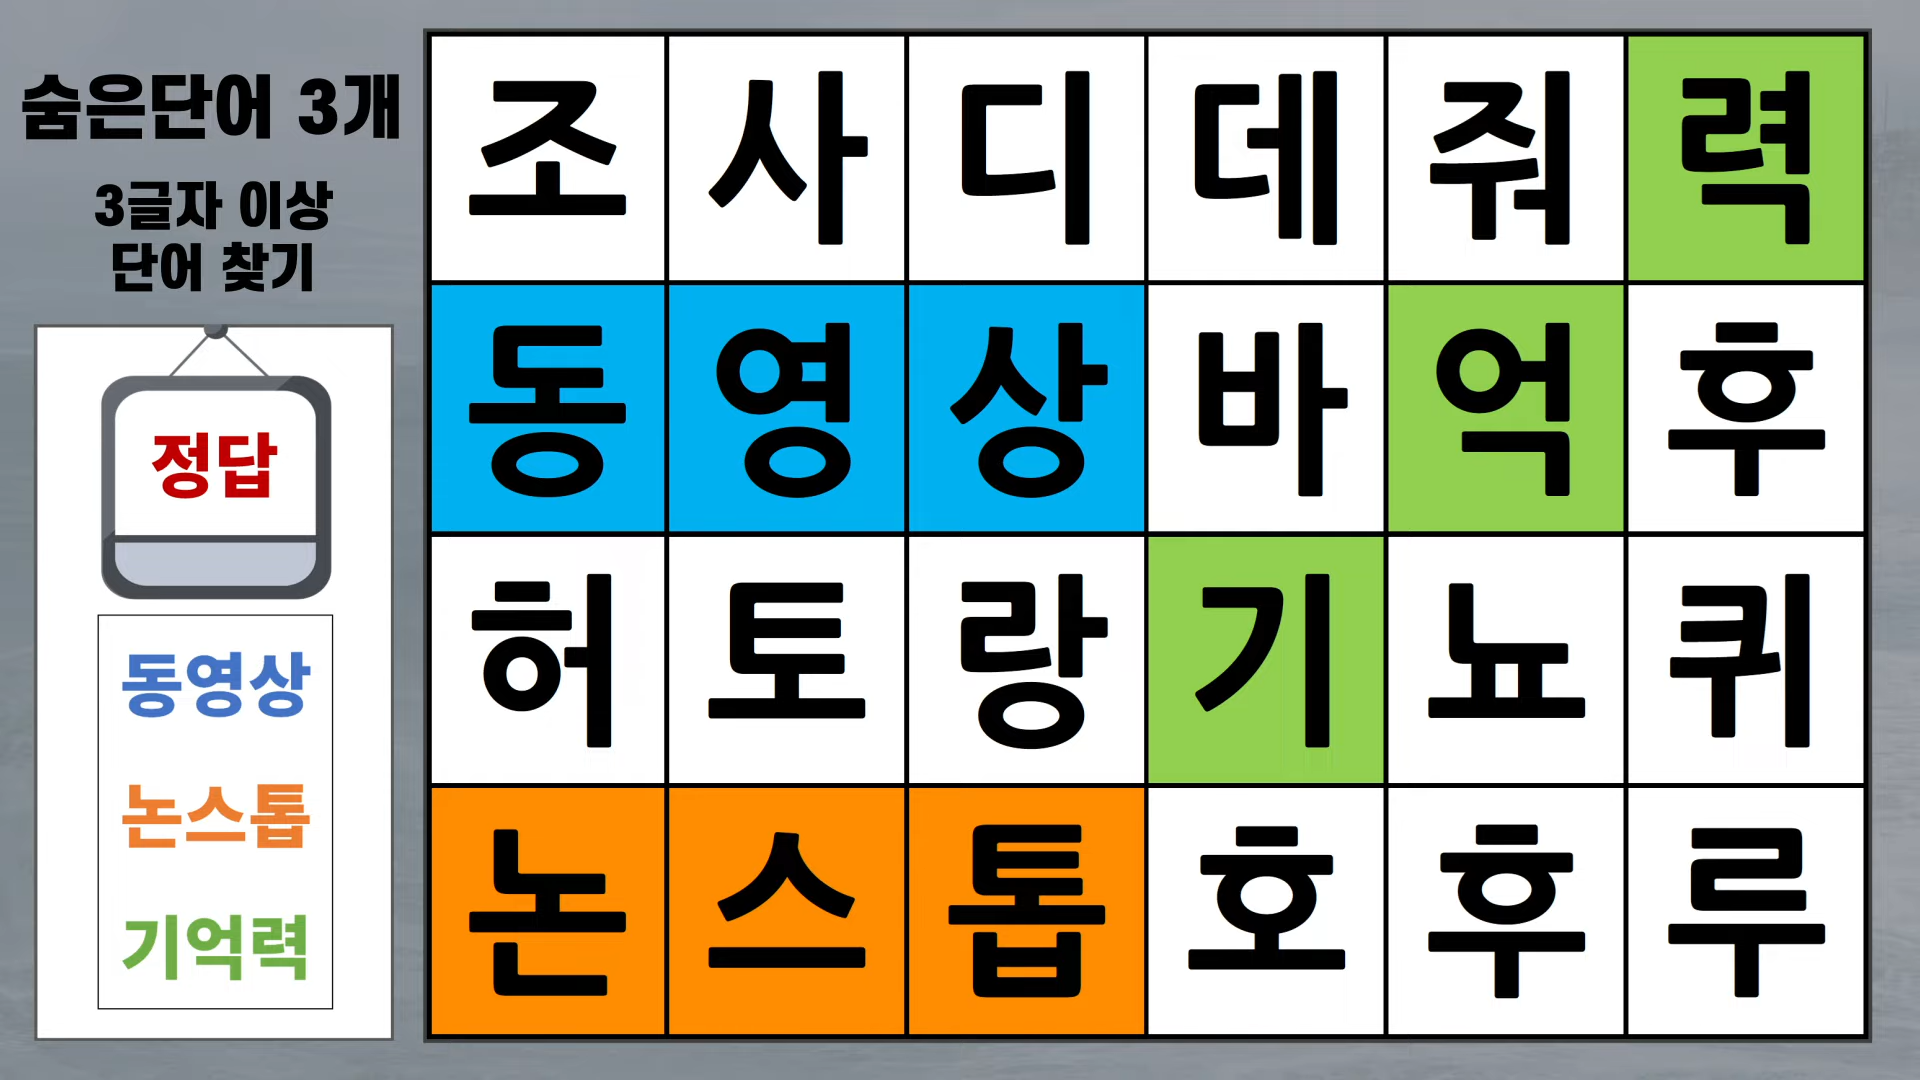 숨은단어 3개
3글자 이상
단어 찾기
정답
동영상
논스톱
기억력
조 사 디 데 줘 력
동 영 상 바 억 후
허 토 랑 기 뇨 퀴
논 스 톱 호 후 루